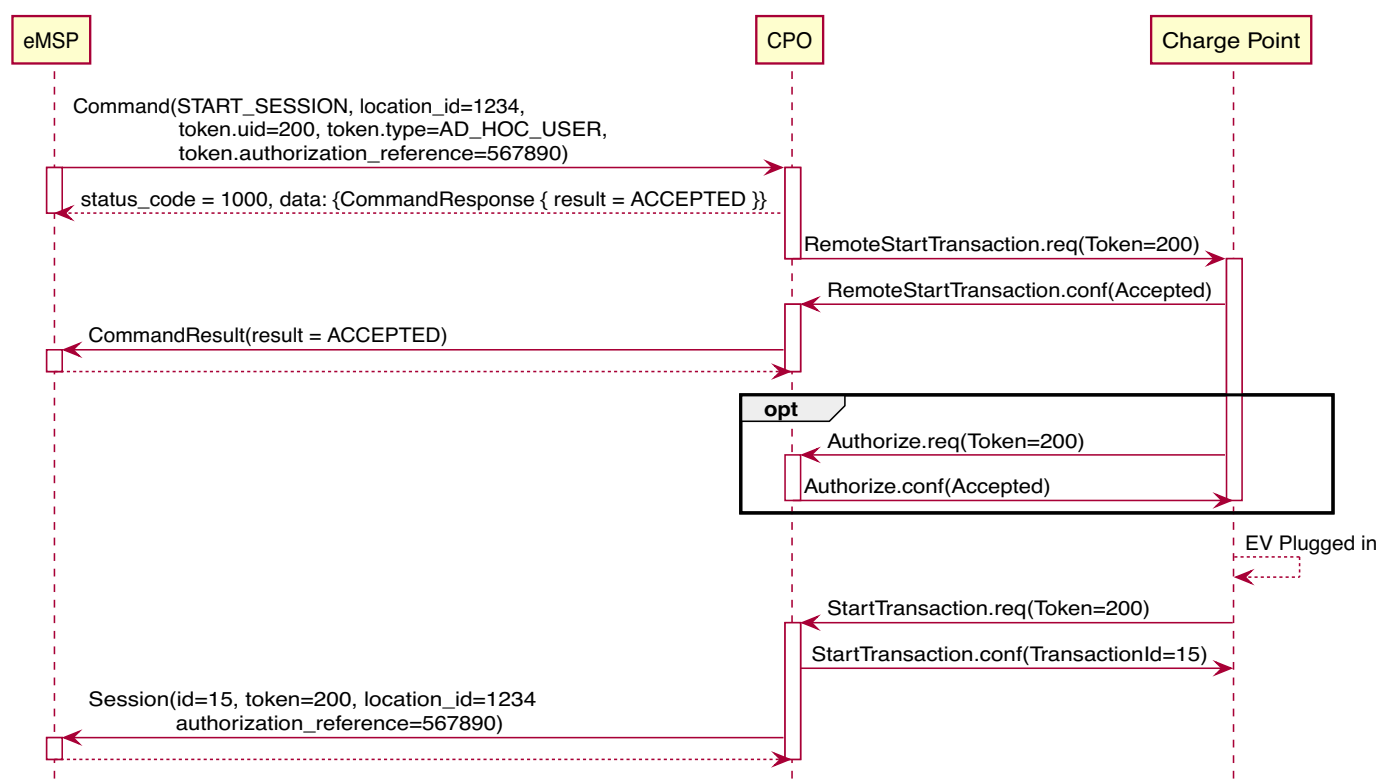 eMSP
CPO
Charge Point
Command(START_SESSION, location_id=1234,
token.uid=200, token.type=AD_HOC_USER,
token.authorization_reference=567890)
status_code = 1000, data: {CommandResponse { result = ACCEPTED }}
RemoteStartTransaction.req(Token=200)
RemoteStartTransaction.conf(Accepted)
CommandResult(result = ACCEPTED)
opt
Authorize.req(Token=200)
Authorize.conf(Accepted)
EV Plugged in
StartTransaction.req(Token=200)
StartTransaction.conf(TransactionId=15)
Session(id=15, token=200, location_id=1234
authorization_reference=567890)